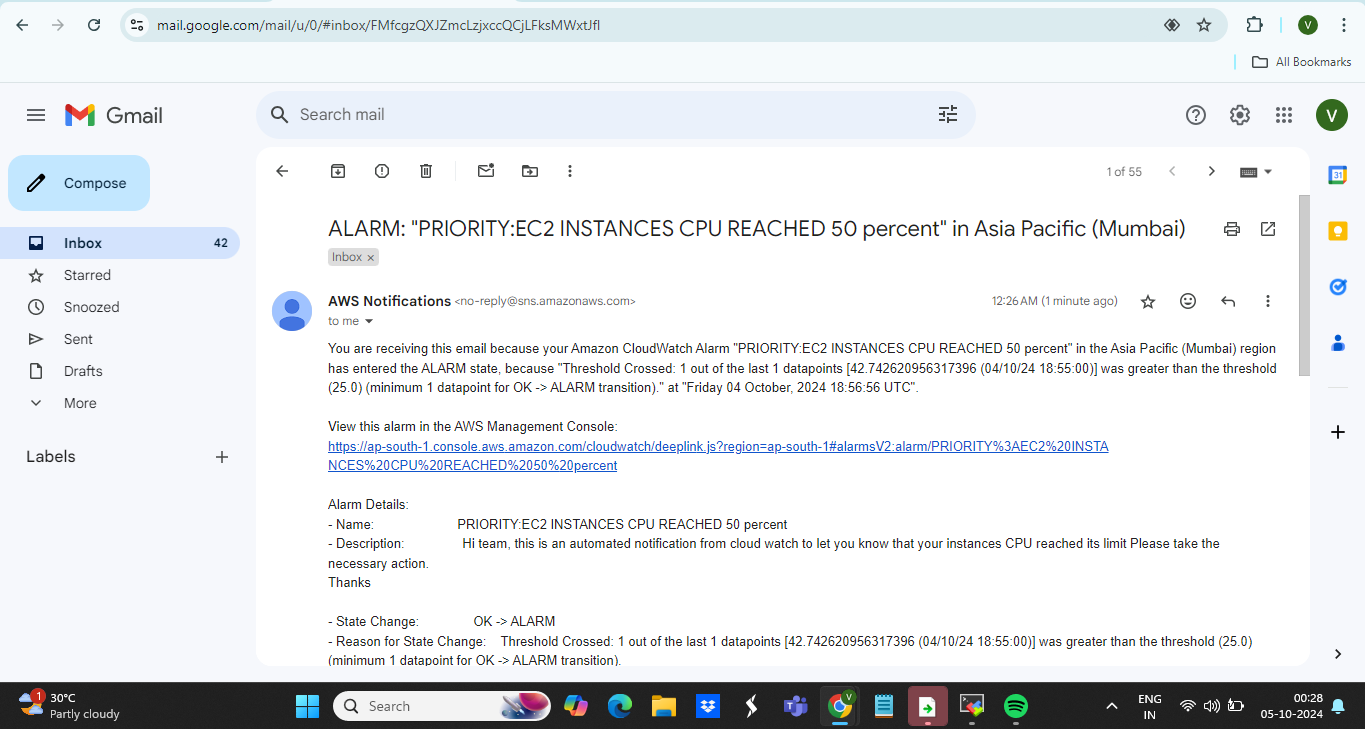 mail.google.com/mail/u/0/#inbox/FMfcgzQXJZmcLzjxccQCjLFksMWxtJfl
V
All Bookmarks
Gmail
Search mail
V
Compose
1 of 55
31
ALARM: "PRIORITY:EC2 INSTANCES CPU REACHED 50 percent" in Asia Pacific (Mumbai)
Inbox 42
Inbox x
Starred
Snoozed
AWS Notifications <no-reply@sns.amazonaws.com>
12:26 AM (1 minute ago)
to me
Sent
Drafts
More
Labels
You are receiving this email because your Amazon CloudWatch Alarm "PRIORITY:EC2 INSTANCES CPU REACHED 50 percent" in the Asia Pacific (Mumbai) region
has entered the ALARM state, because "Threshold Crossed: 1 out of the last 1 datapoints [42.742620956317396 (04/10/24 18:55:00)] was greater than the threshold
(25.0) (minimum 1 datapoint for OK -> ALARM transition)." at "Friday 04 October, 2024 18:56:56 UTC".
View this alarm in the AWS Management Console:
https://ap-south-1.console.aws.amazon.com/cloudwatch/deeplink.js?region=ap-south-1#alarmsV2:alarm/PRIORITY%3AEC2%20INSTA
NCES%20CPU%20REACHED%2050%20percent
Alarm Details:
- Name: PRIORITY:EC2 INSTANCES CPU REACHED 50 percent
- Description: Hi team, this is an automated notification from cloud watch to let you know that your instances CPU reached its limit Please take the
necessary action.
Thanks
- State Change: OK -> ALARM
- Reason for State Change: Threshold Crossed: 1 out of the last 1 datapoints [42.742620956317396 (04/10/24 18:55:00)] was greater than the threshold (25.0)
(minimum 1 datapoint for OK -> ALARM transition).
1
30°C
Partly cloudy
Search
V
ENG
IN
00:28
05-10-2024